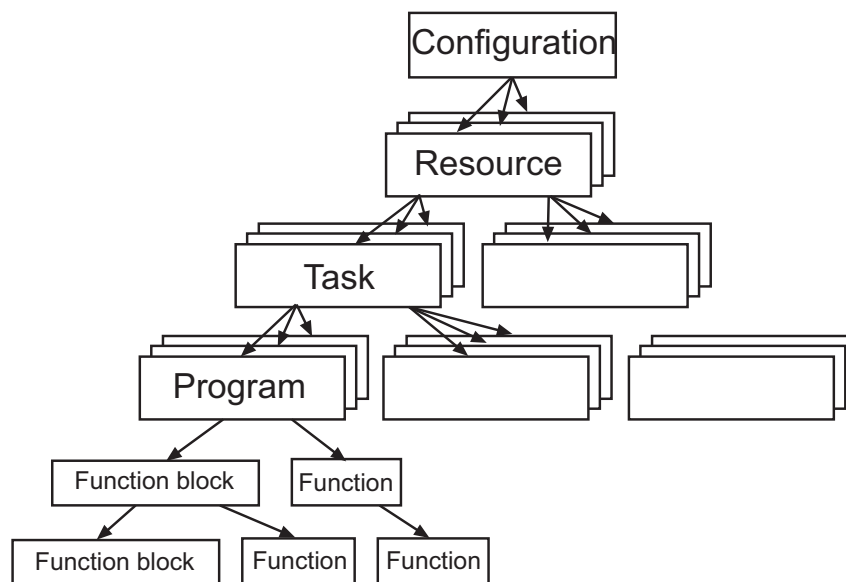 Configuration
Resource
Task
Program
Function block
Function
Function block
Function
Function